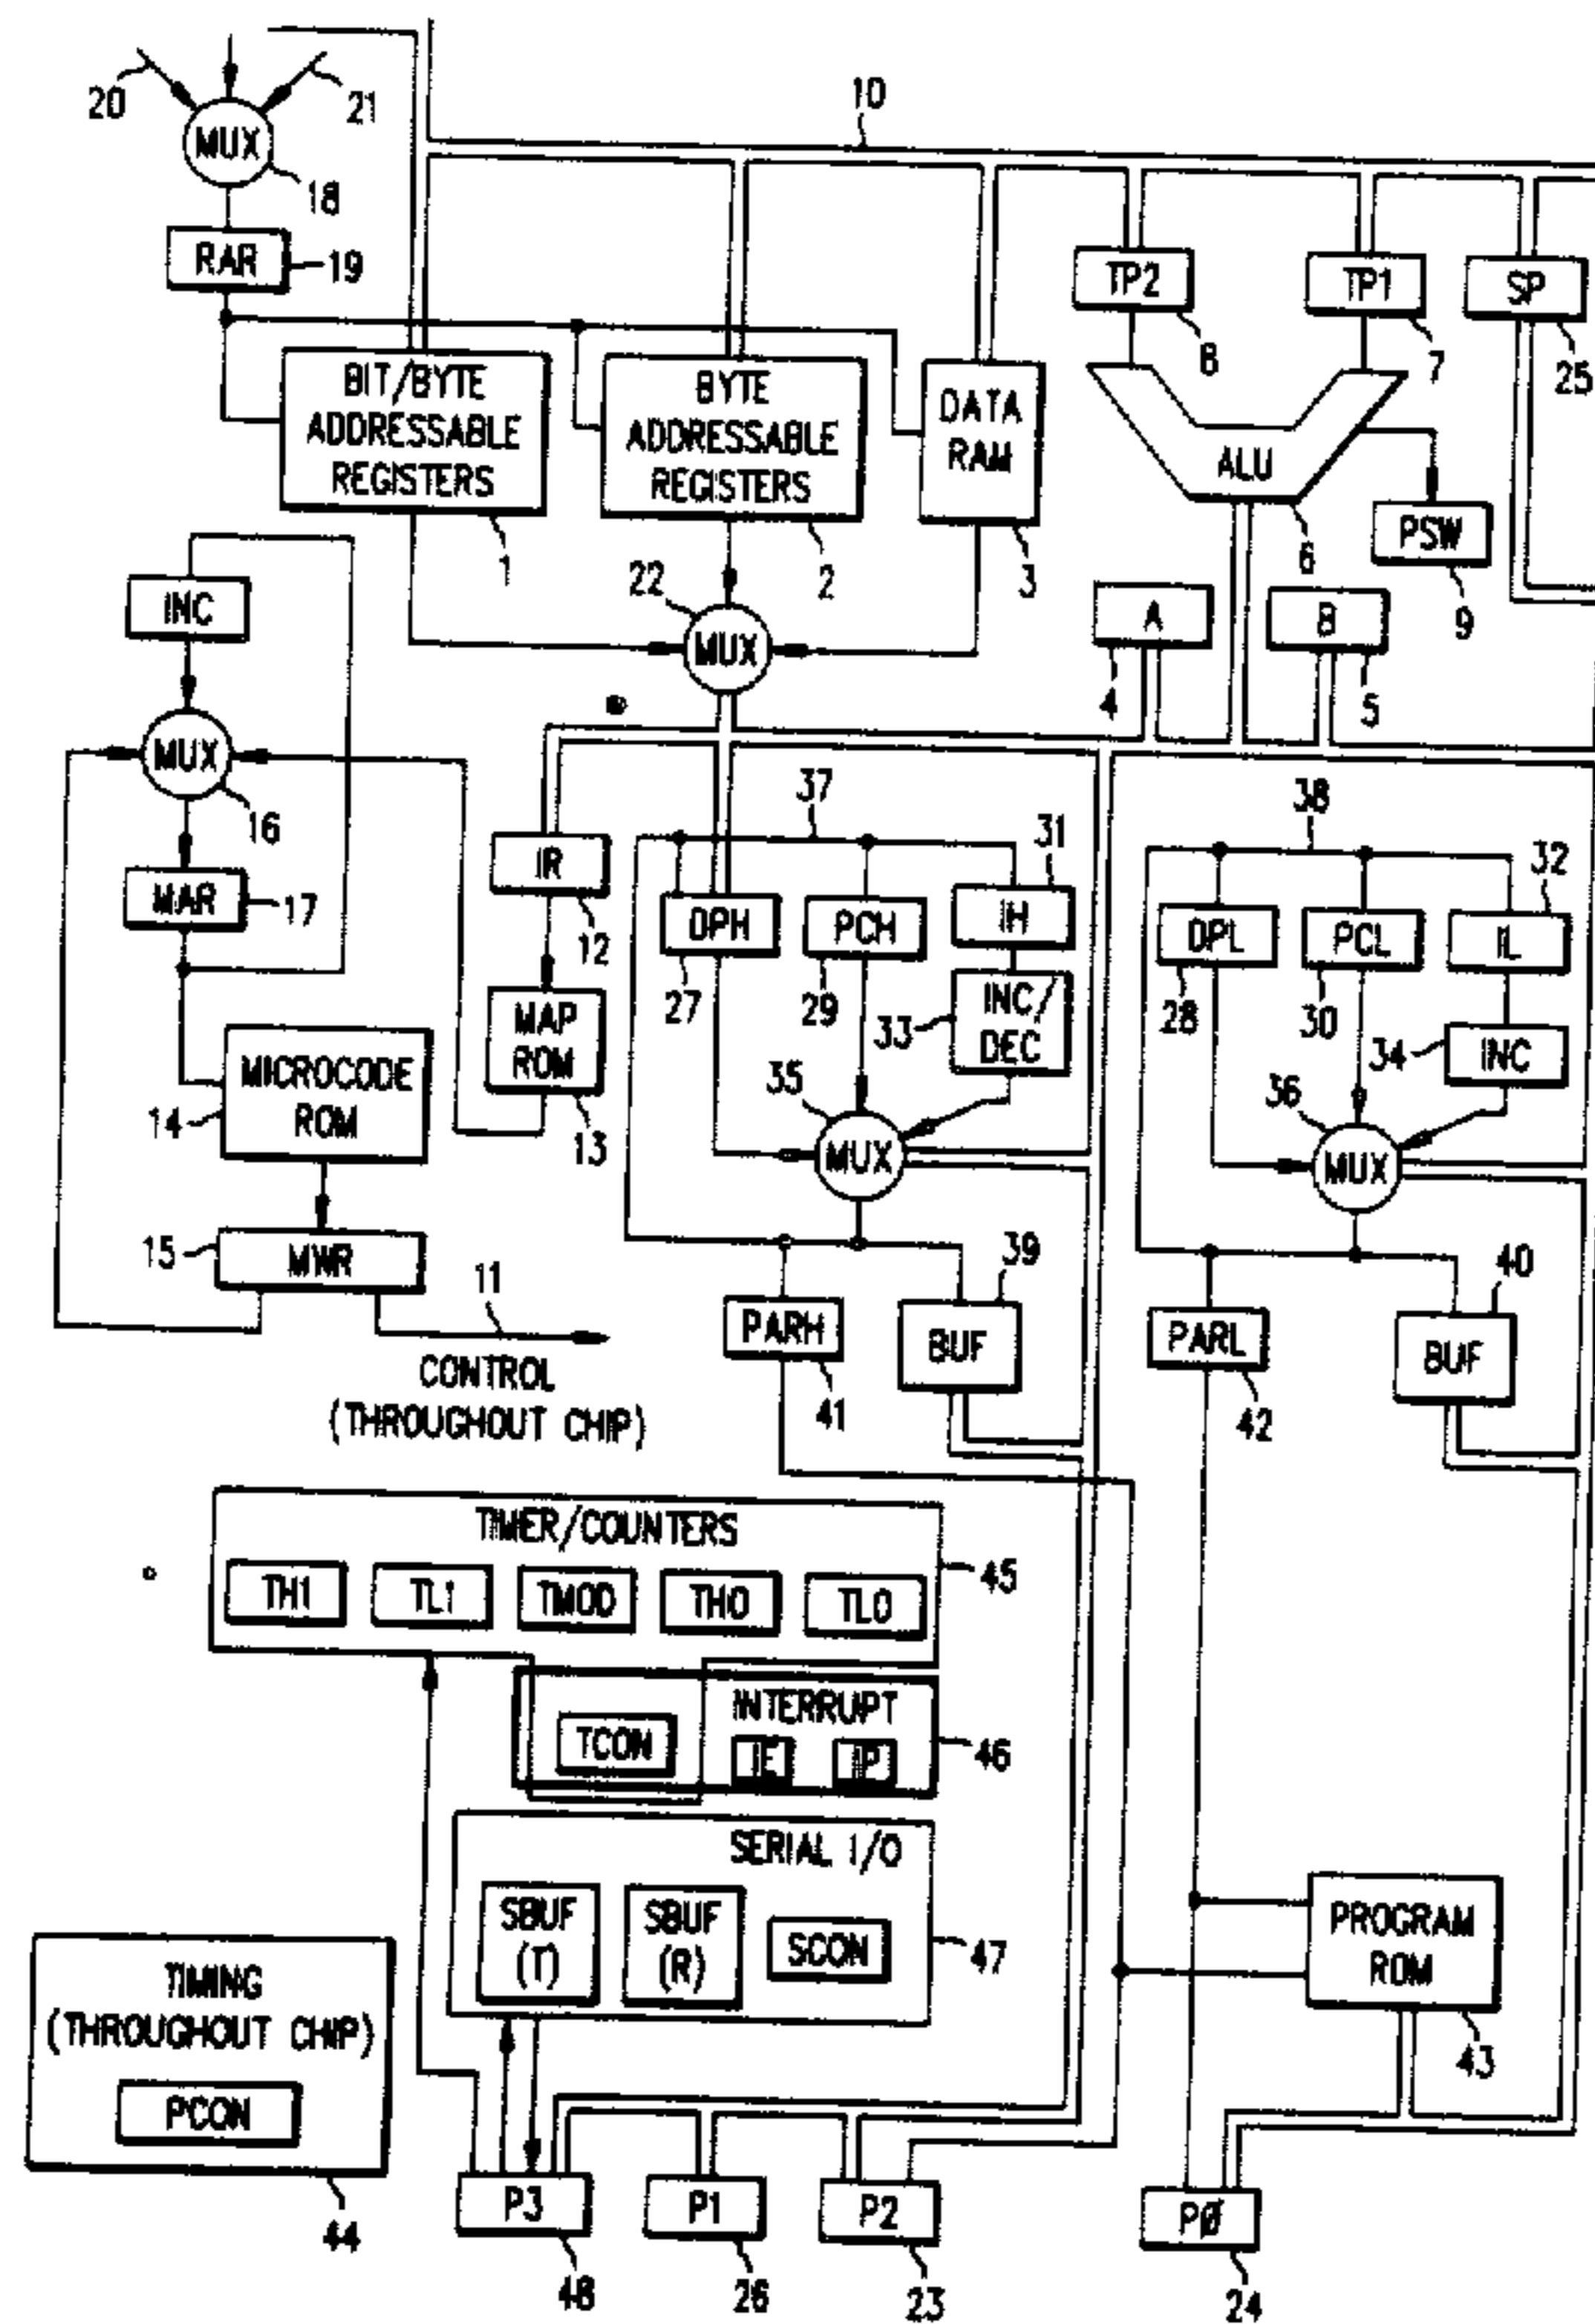 20
21
10
MUX
18
RAR
19
TP2
TP1
SP
8
7
25
BIT/BYTE
ADDRESSABLE
REGISTERS
1
BYTE
ADDRESSABLE
REGISTERS
2
DATA
RAM
3
ALU
6
PSW
9
INC
22
MUX
A
4
B
5
MUX
16
MAR
17
IR
12
37
31
38
32
DPH
27
PCH
29
IH
DPL
28
PCL
30
IL
MAP
ROM
13
INC/
DEC
33
INC
34
MICROCODE
ROM
14
35
MUX
36
MUX
15
MWR
11
CONTROL
(THROUGHOUT CHIP)
PARH
41
39
BUF
PARL
42
40
BUF
TIMER/COUNTERS
TH1
TL1
TMOD
TH0
TL0
45
INTERRUPT
TCON
IE
IP
46
SERIAL I/O
SBUF
(T)
SBUF
(R)
SCON
47
PROGRAM
ROM
43
TIMING
(THROUGHOUT CHIP)
PCON
44
P3
48
P1
26
P2
23
PØ
24